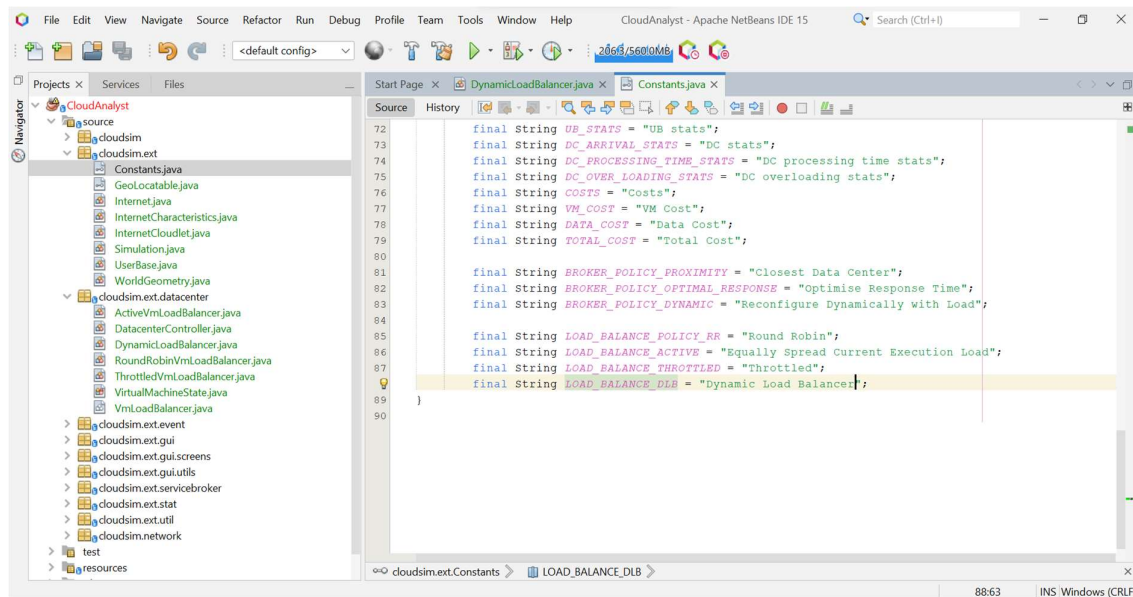 File Edit View Navigate Source Refactor Run Debug Profile Team Tools Window Help CloudAnalyst - Apache NetBeans IDE 15 Search (Ctrl+I)
<default config> 206.3/560.0MB
Projects Services Files
Start Page DynamicLoadBalancer.java Constants.java
Source History
Navigator
CloudAnalyst
source
cloudsim
cloudsim.ext
Constants.java
GeoLocatable.java
Internet.java
InternetCharacteristics.java
InternetCloudlet.java
Simulation.java
UserBase.java
WorldGeometry.java
cloudsim.ext.datacenter
ActiveVmLoadBalancer.java
DatacenterController.java
DynamicLoadBalancer.java
RoundRobinVmLoadBalancer.java
ThrottledVmLoadBalancer.java
VirtualMachineState.java
VmLoadBalancer.java
cloudsim.ext.event
cloudsim.ext.gui
cloudsim.ext.gui.screens
cloudsim.ext.gui.utils
cloudsim.ext.servicebroker
cloudsim.ext.stat
cloudsim.ext.util
cloudsim.network
test
resources
72 final String UB_STATS = "UB stats";
73 final String DC_ARRIVAL_STATS = "DC stats";
74 final String DC_PROCESSING_TIME_STATS = "DC processing time stats";
75 final String DC_OVER_LOADING_STATS = "DC overloading stats";
76 final String COSTS = "Costs";
77 final String VM_COST = "VM Cost";
78 final String DATA_COST = "Data Cost";
79 final String TOTAL_COST = "Total Cost";
80
81 final String BROKER_POLICY_PROXIMITY = "Closest Data Center";
82 final String BROKER_POLICY_OPTIMAL_RESPONSE = "Optimise Response Time";
83 final String BROKER_POLICY_DYNAMIC = "Reconfigure Dynamically with Load";
84
85 final String LOAD_BALANCE_POLICY_RR = "Round Robin";
86 final String LOAD_BALANCE_ACTIVE = "Equally Spread Current Execution Load";
87 final String LOAD_BALANCE_THROTTLED = "Throttled";
final String LOAD_BALANCE_DLB = "Dynamic Load Balancer";
89 }
90
cloudsim.ext.Constants LOAD_BALANCE_DLB
88:63 INS Windows (CRLF